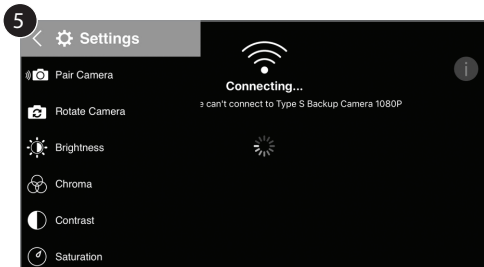 5
Settings
Pair Camera
Rotate Camera
Brightness
Chroma
Contrast
Saturation
Connecting...
can't connect to Type S Backup Camera 1080P
i